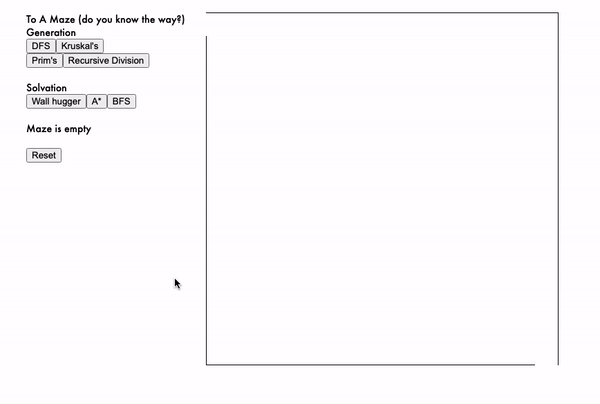 To A Maze (do you know the way?)
Generation
DFS Kruskal's
Prim's Recursive Division
Solvation
Wall hugger A* BFS
Maze is empty
Reset